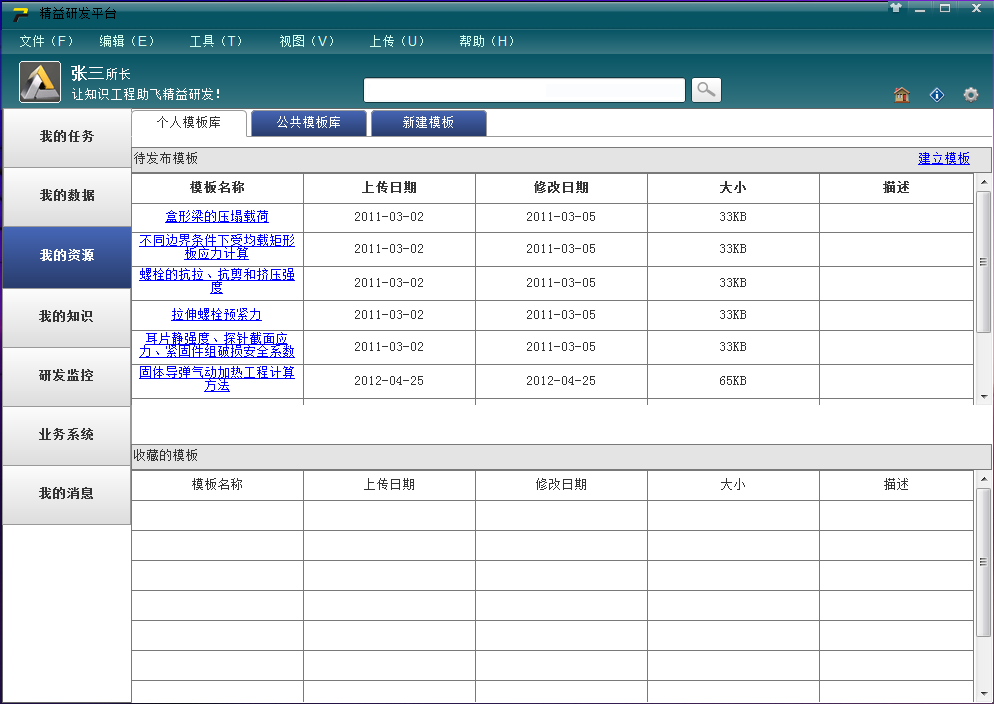 精益研发平台
文件（F） 编辑（E） 工具（T） 视图（V） 上传（U） 帮助（H）
张三所长
让知识工程助飞精益研发！
我的任务
我的数据
我的资源
我的知识
研发监控
业务系统
我的消息
个人模板库 公共模板库 新建模板
待发布模板 建立模板
模板名称 上传日期 修改日期 大小 描述
盒形梁的压塌载荷 2011-03-02 2011-03-05 33KB
不同边界条件下受均载矩形
板应力计算 2011-03-02 2011-03-05 33KB
螺栓的抗拉、抗剪和挤压强
度 2011-03-02 2011-03-05 33KB
拉伸螺栓预紧力 2011-03-02 2011-03-05 33KB
耳片静强度、探针截面应
力、紧固件组破损安全系数 2011-03-02 2011-03-05 33KB
固体导弹气动加热工程计算
方法 2012-04-25 2012-04-25 65KB
收藏的模板
模板名称 上传日期 修改日期 大小 描述